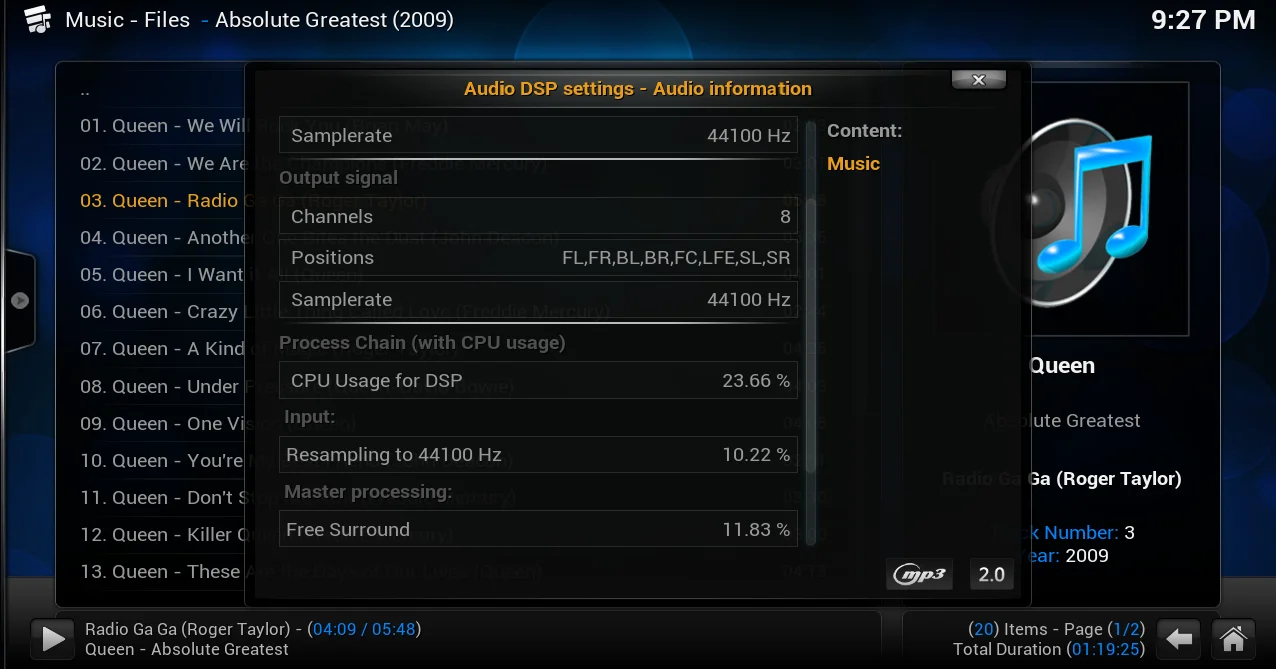 Music - Files - Absolute Greatest (2009)
9:27 PM
Audio DSP settings - Audio information
..
01. Queen - We Will
02. Queen - We Are
03. Queen - Radio
04. Queen - Another
05. Queen - I Want
06. Queen - Crazy
07. Queen - A Kind
08. Queen - Under
09. Queen - One Vision
10. Queen - You're
11. Queen - Don't
12. Queen - Killer
13. Queen - These
Samplerate 44100 Hz
Output signal
Channels 8
Positions FL,FR,BL,BR,FC,LFE,SL,SR
Samplerate 44100 Hz
Process Chain (with CPU usage)
CPU Usage for DSP 23.66 %
Input:
Resampling to 44100 Hz 10.22 %
Master processing:
Free Surround 11.83 %
Content:
Music
mp3 2.0
Queen
Absolute Greatest
Radio Ga Ga (Roger Taylor)
Track Number: 3
Year: 2009
Radio Ga Ga (Roger Taylor) - (04:09 / 05:48)
Queen - Absolute Greatest
(20) Items - Page (1/2)
Total Duration (01:19:25)